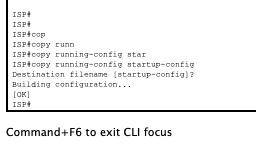 ISP#
ISP#
ISP#cop
ISP#copy runn
ISP#copy running-config star
ISP#copy running-config startup-config
Destination filename [startup-config]?
Building configuration...
[OK]
ISP#
Command+F6 to exit CLI focus